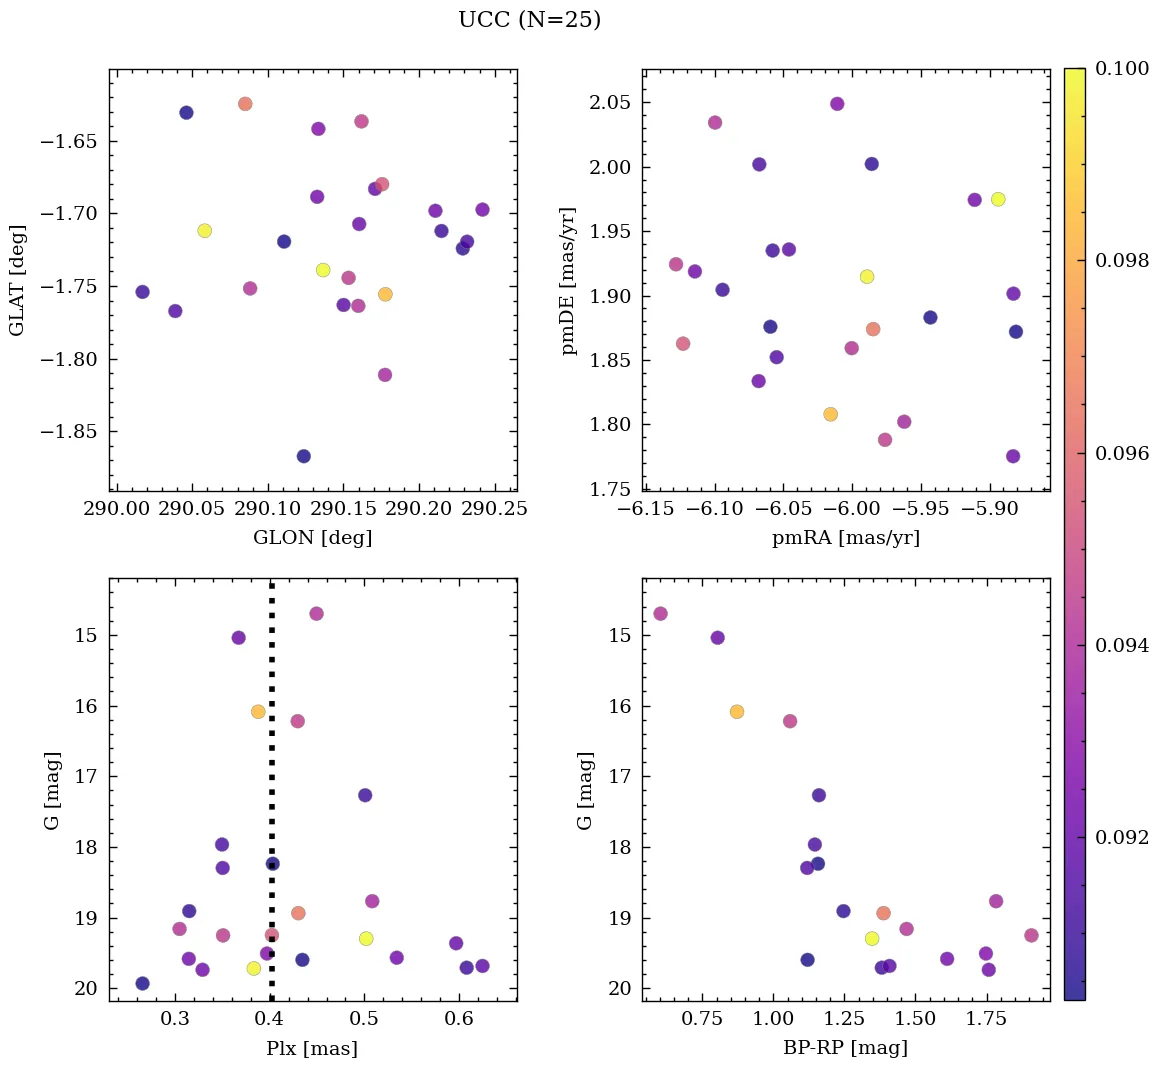 UCC (N=25)
−1.65
−1.70
−1.75
−1.80
−1.85
GLAT [deg]
290.00 290.05 290.10 290.15 290.20 290.25
GLON [deg]
2.05
2.00
1.95
1.90
1.85
1.80
1.75
pmDE [mas/yr]
−6.15 −6.10 −6.05 −6.00 −5.95 −5.90
pmRA [mas/yr]
0.100
0.098
0.096
0.094
0.092
15
16
17
18
19
20
G [mag]
0.3 0.4 0.5 0.6
Plx [mas]
15
16
17
18
19
20
G [mag]
0.75 1.00 1.25 1.50 1.75
BP-RP [mag]